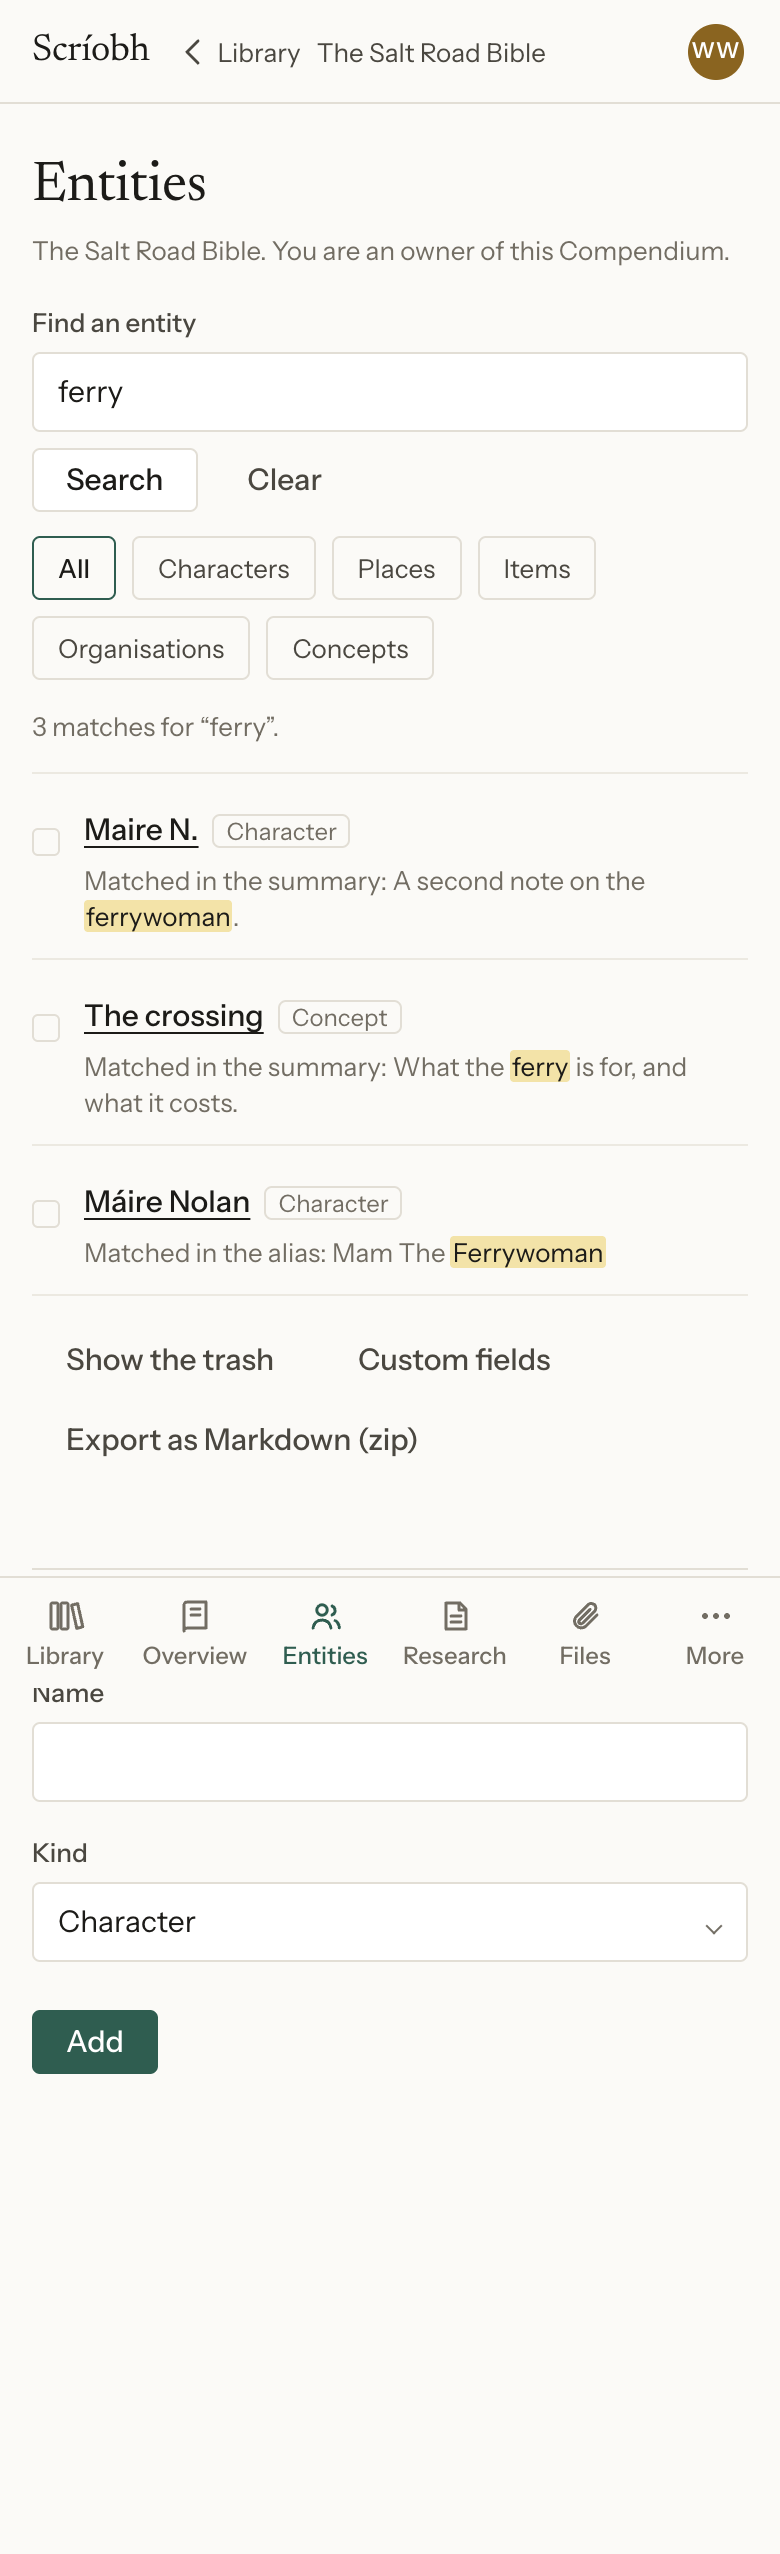 Scríobh
Library The Salt Road Bible
WW
Entities
The Salt Road Bible. You are an owner of this Compendium.
Find an entity
ferry
Search Clear
All Characters Places Items
Organisations Concepts
3 matches for “ferry”.
Maire N. Character
Matched in the summary: A second note on the
ferrywoman.
The crossing Concept
Matched in the summary: What the ferry is for, and
what it costs.
Máire Nolan Character
Matched in the alias: Mam The Ferrywoman
Show the trash Custom fields
Export as Markdown (zip)
Library Overview Entities Research Files More
Name
Kind
Character
Add